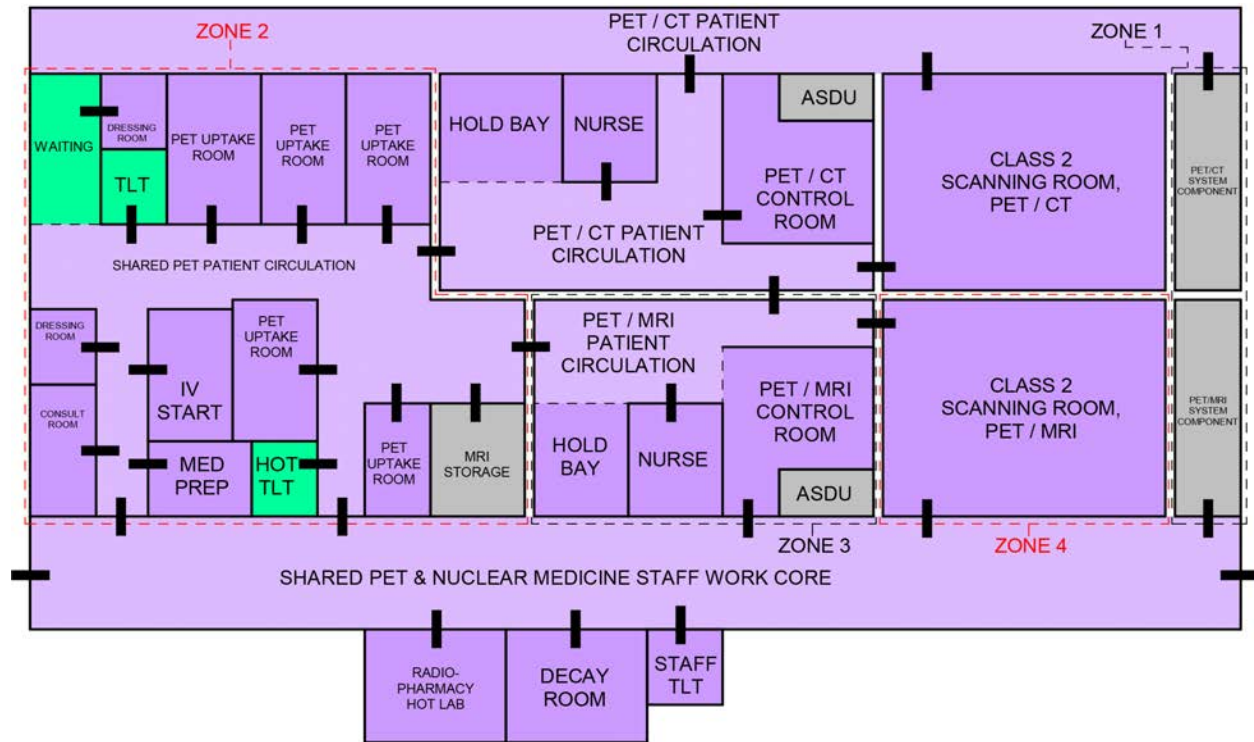 ZONE 2
PET / CT PATIENT
CIRCULATION
ZONE 1
WAITING
DRESSING
ROOM
TLT
PET UPTAKE
ROOM
PET
UPTAKE
ROOM
PET
UPTAKE
ROOM
HOLD BAY
NURSE
ASDU
PET / CT
CONTROL
ROOM
CLASS 2
SCANNING ROOM,
PET / CT
PET/CT
SYSTEM
COMPONENT
SHARED PET PATIENT CIRCULATION
PET / CT PATIENT
CIRCULATION
DRESSING
ROOM
CONSULT
ROOM
IV
START
PET
UPTAKE
ROOM
MED
PREP
HOT
TLT
PET
UPTAKE
ROOM
MRI
STORAGE
PET / MRI
PATIENT
CIRCULATION
HOLD
BAY
NURSE
PET / MRI
CONTROL
ROOM
ASDU
CLASS 2
SCANNING ROOM,
PET / MRI
PET/MRI
SYSTEM
COMPONENT
ZONE 3
ZONE 4
SHARED PET & NUCLEAR MEDICINE STAFF WORK CORE
RADIO-
PHARMACY
HOT LAB
DECAY
ROOM
STAFF
TLT